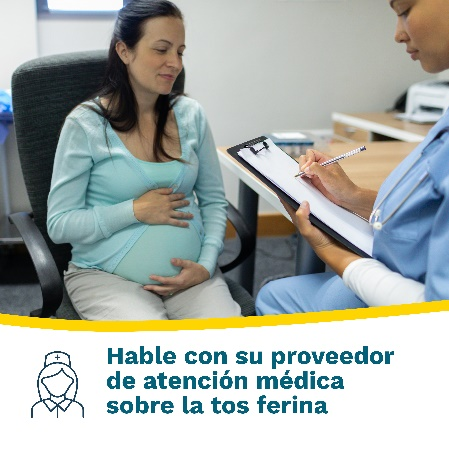 Hable con su proveedor
de atención médica
sobre la tos ferina